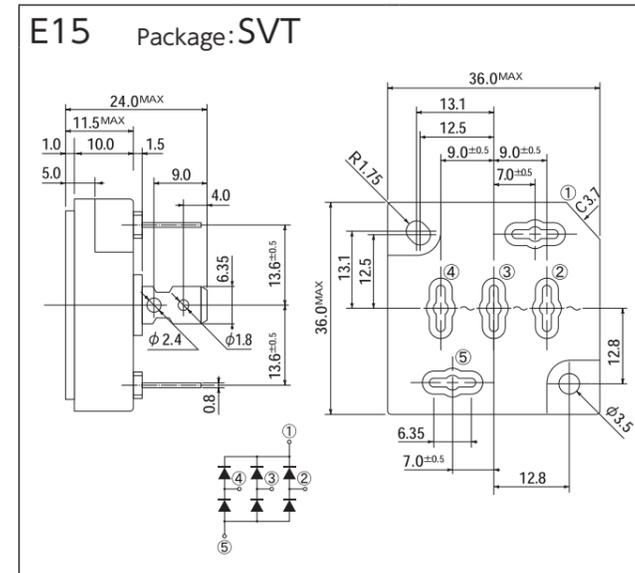 E15 Package:SVT
24.0MAX
11.5MAX
1.0 10.0 1.5
5.0
9.0
4.0
6.35
13.6±0.5
13.6±0.5
ϕ2.4
ϕ1.8
0.8
36.0MAX
13.1
12.5
9.0±0.5 9.0±0.5
7.0±0.5
R1.75
①
C3.7
13.1
12.5
36.0MAX
④ ③ ②
12.8
⑤
6.35
7.0±0.5
12.8
ϕ3.5
①
④ ③ ②
⑤